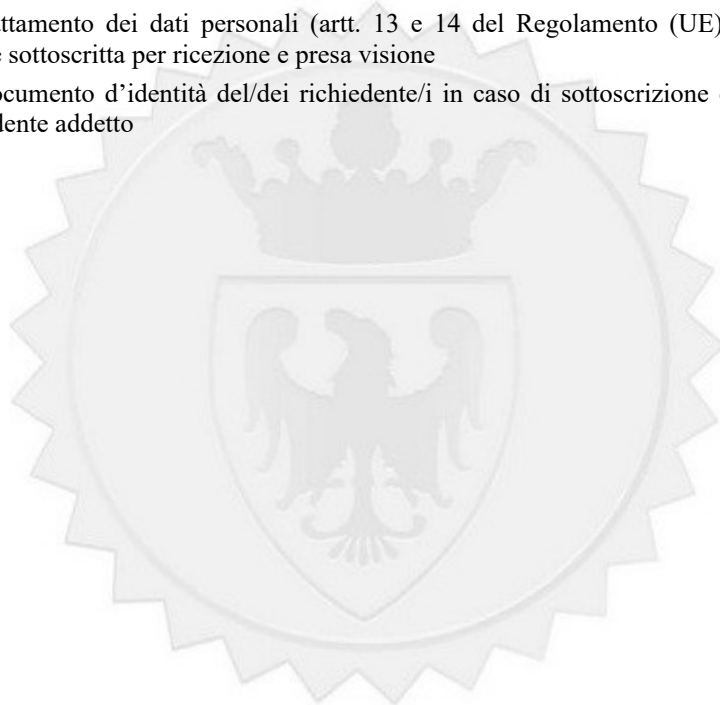 attamento dei dati personali (artt. 13 e 14 del Regolamento (UE)
e sottoscritta per ricezione e presa visione
ocumento d’identità del/dei richiedente/i in caso di sottoscrizione
dente addetto